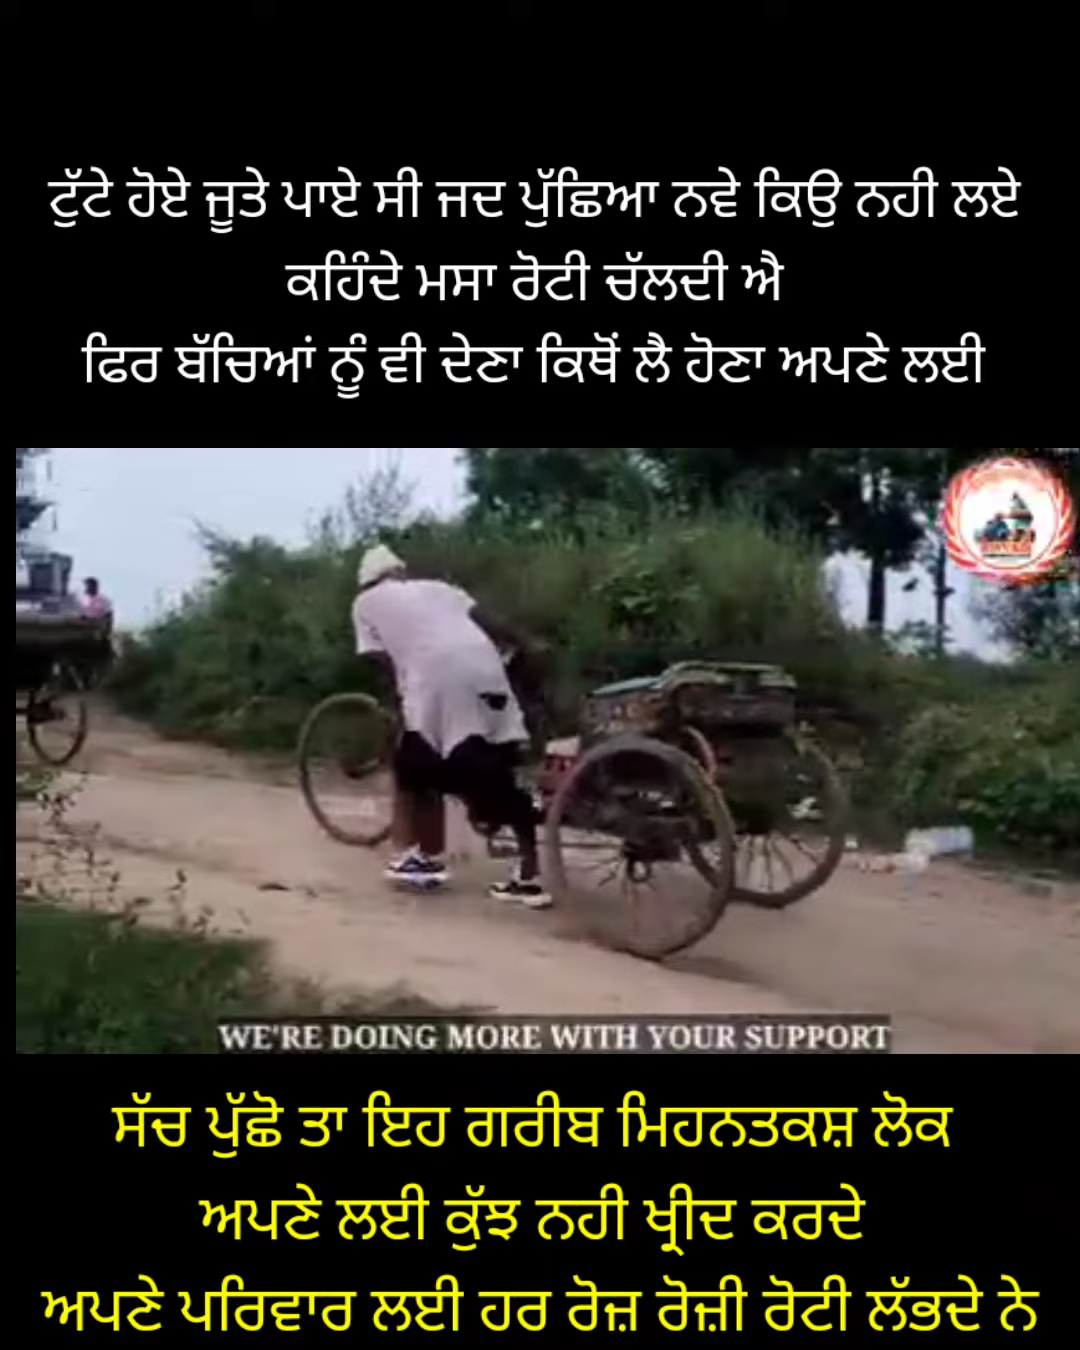 ਟੁੱਟੇ ਹੋਏ ਜੂਤੇ ਪਾਏ ਸੀ ਜਦ ਪੁੱਛਿਆ ਨਵੇ ਕਿਉ ਨਹੀ ਲਏ
ਕਹਿੰਦੇ ਮਸਾ ਰੋਟੀ ਚੱਲਦੀ ਐ
ਫਿਰ ਬੱਚਿਆਂ ਨੂੰ ਵੀ ਦੇਣਾ ਕਿਥੋਂ ਲੈ ਹੋਣਾ ਅਪਣੇ ਲਈ
WE'RE DOING MORE WITH YOUR SUPPORT
ਸੱਚ ਪੁੱਛੋ ਤਾ ਇਹ ਗਰੀਬ ਮਿਹਨਤਕਸ਼ ਲੋਕ
ਅਪਣੇ ਲਈ ਕੁੱਝ ਨਹੀ ਖ੍ਰੀਦ ਕਰਦੇ
ਅਪਣੇ ਪਰਿਵਾਰ ਲਈ ਹਰ ਰੋਜ਼ ਰੋਜ਼ੀ ਰੋਟੀ ਲੱਭਦੇ ਨੇ